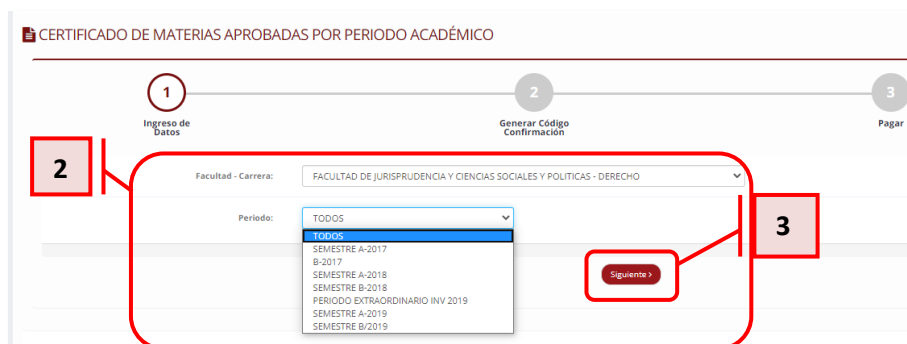 CERTIFICADO DE MATERIAS APROBADAS POR PERIODO ACADÉMICO
1
2
3
Ingreso de
Datos
Generar Código
Confirmación
Pagar
2
Facultad - Carrera:
FACULTAD DE JURISPRUDENCIA Y CIENCIAS SOCIALES Y POLITICAS - DERECHO
Periodo:
TODOS
3
TODOS
SEMESTRE A-2017
B-2017
SEMESTRE A-2018
SEMESTRE B-2018
PERIODO EXTRAORDINARIO INV 2019
SEMESTRE A-2019
SEMESTRE B/2019
Siguiente >